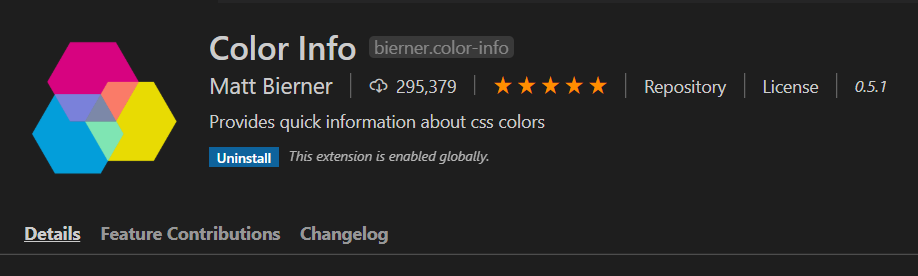 Color Info bierner.color-info
Matt Bierner 295,379 Repository License 0.5.1
Provides quick information about css colors
Uninstall This extension is enabled globally.
Details Feature Contributions Changelog